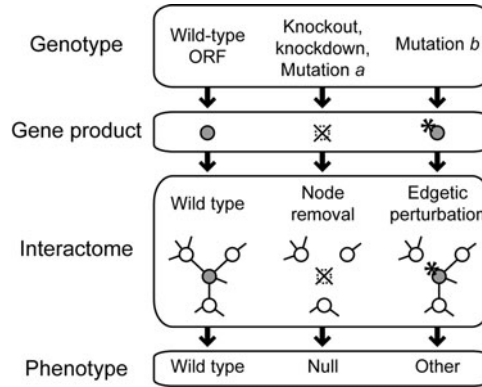 Genotype
Wild-type
ORF
Knockout,
knockdown,
Mutation a
Mutation b
Gene product
*
Interactome
Wild type
Node
removal
Edgetic
perturbation
*
Phenotype
Wild type
Null
Other